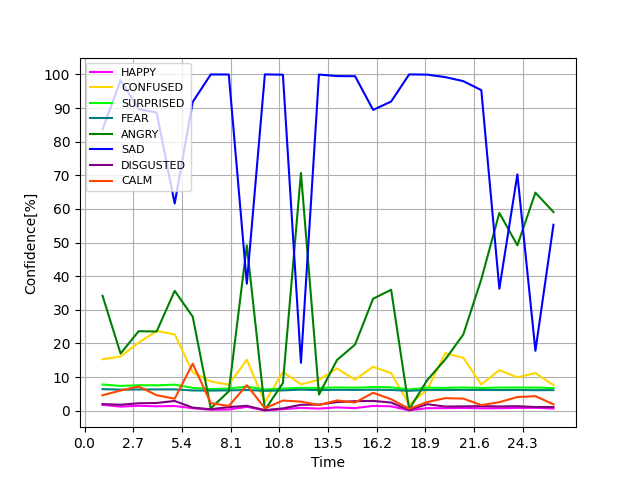 HAPPY
CONFUSED
SURPRISED
FEAR
ANGRY
SAD
DISGUSTED
CALM
Confidence[%]
100
90
80
70
60
50
40
30
20
10
0
0.0 2.7 5.4 8.1 10.8 13.5 16.2 18.9 21.6 24.3
Time